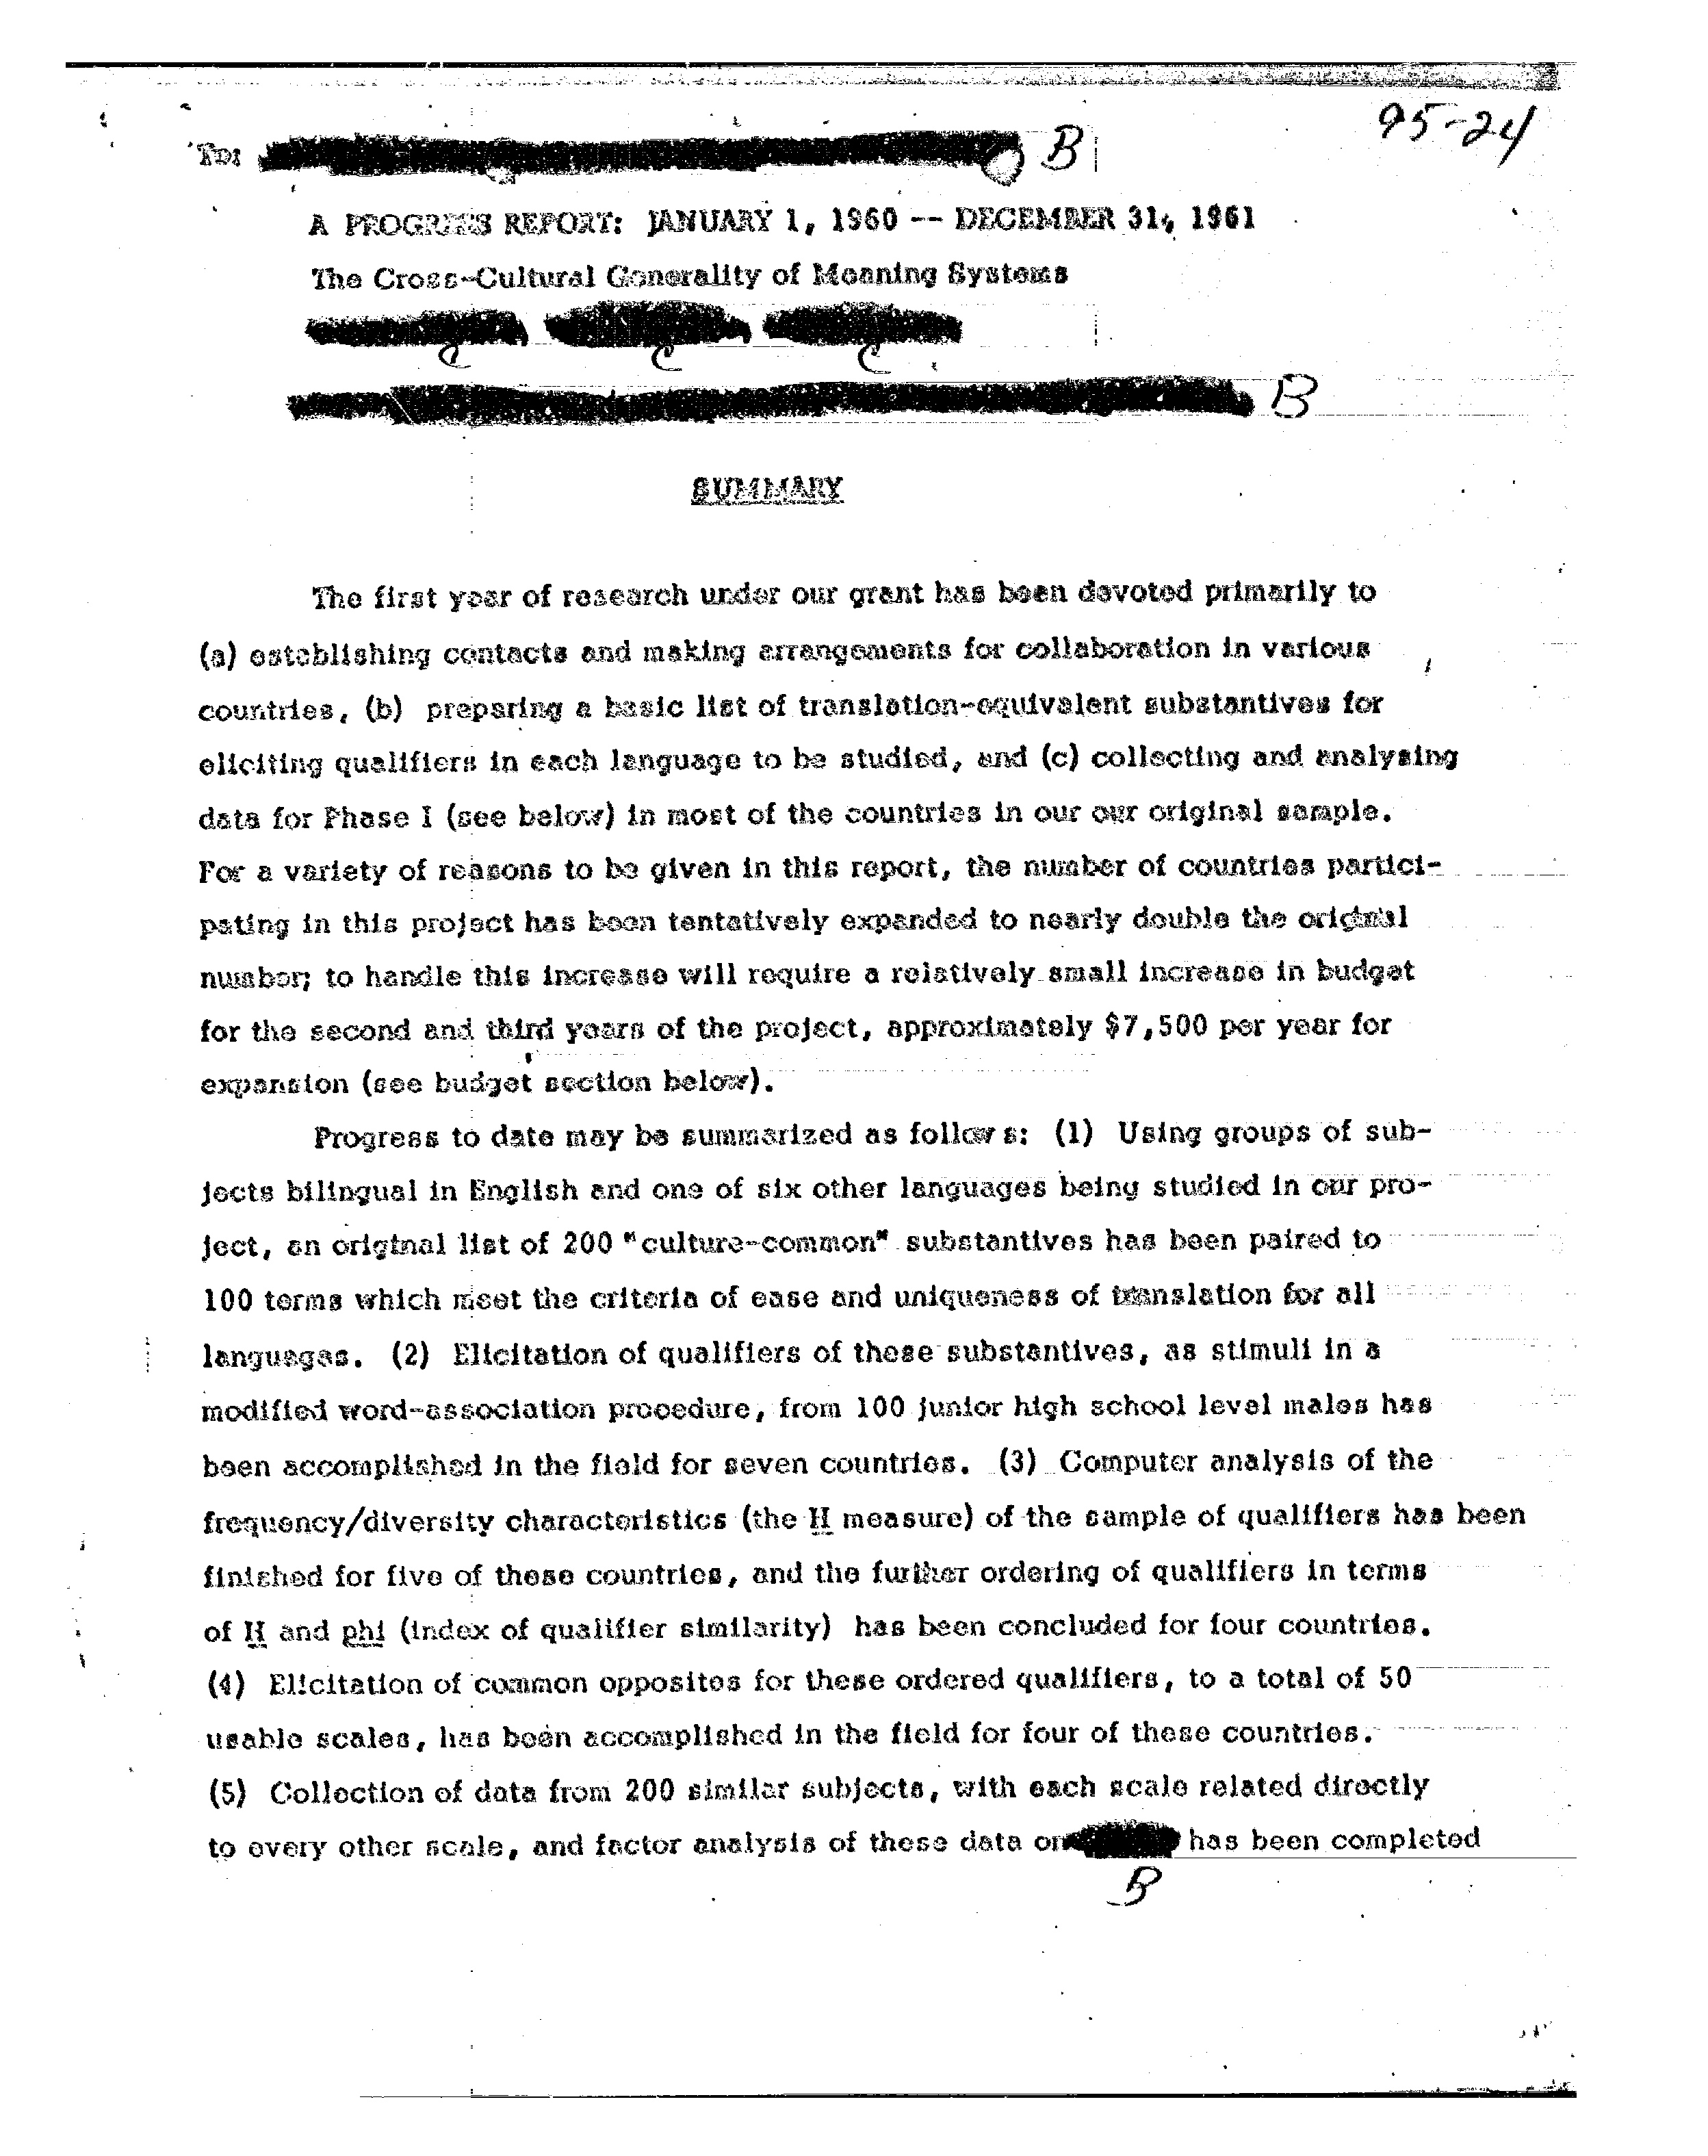 95-24
To: B
A PROGRESS REPORT: JANUARY 1, 1960 -- DECEMBER 31, 1961
The Cross-Cultural Generality of Meaning Systems
C C C
B
SUMMARY
The first year of research under our grant has been devoted primarily to
(a) establishing contacts and making arrangements for collaboration in various
countries, (b) preparing a basic list of translation-equivalent substantives for
eliciting qualifiers in each language to be studied, and (c) collecting and analysing
data for Phase I (see below) in most of the countries in our our original sample.
For a variety of reasons to be given in this report, the number of countries partici-
pating in this project has been tentatively expanded to nearly double the original
number; to handle this increase will require a relatively small increase in budget
for the second and third years of the project, approximately $7,500 per year for
expansion (see budget section below).
Progress to date may be summarized as follows: (1) Using groups of sub-
jects bilingual in English and one of six other languages being studied in our pro-
ject, an original list of 200 "culture-common" substantives has been paired to
100 terms which meet the criteria of ease and uniqueness of translation for all
languages. (2) Elicitation of qualifiers of these substantives, as stimuli in a
modified word-association procedure, from 100 junior high school level males has
been accomplished in the field for seven countries. (3) Computer analysis of the
frequency/diversity characteristics (the H measure) of the sample of qualifiers has been
finished for five of these countries, and the further ordering of qualifiers in terms
of H and phi (index of qualifier similarity) has been concluded for four countries.
(4) Elicitation of common opposites for these ordered qualifiers, to a total of 50
usable scales, has been accomplished in the field for four of these countries.
(5) Collection of data from 200 similar subjects, with each scale related directly
to every other scale, and factor analysis of these data on has been completed
B